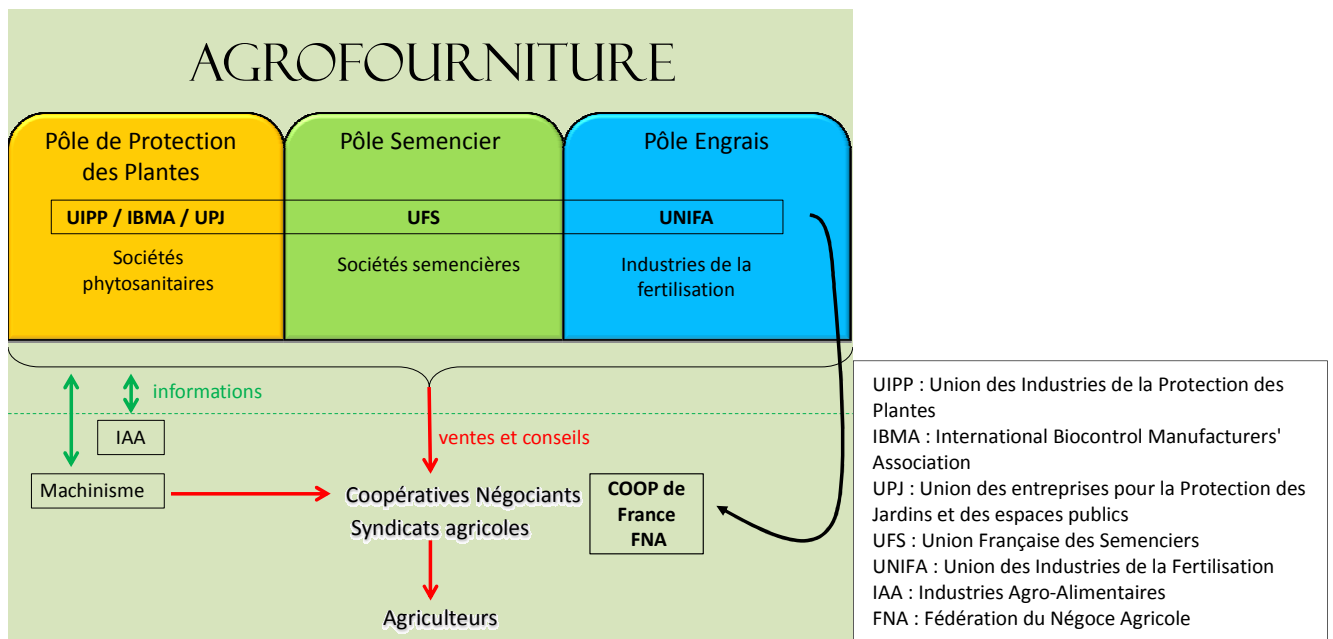 AGROFOURNITURE
Pôle de Protection
des Plantes
UIPP / IBMA / UPJ
Sociétés
phytosanitaires
Pôle Semencier
UFS
Sociétés semencières
Pôle Engrais
UNIFA
Industries de la
fertilisation
informations
IAA
ventes et conseils
Machinisme
Coopératives Négociants
Syndicats agricoles
COOP de
France
FNA
Agriculteurs
UIPP : Union des Industries de la Protection des
Plantes
IBMA : International Biocontrol Manufacturers'
Association
UPJ : Union des entreprises pour la Protection des
Jardins et des espaces publics
UFS : Union Française des Semenciers
UNIFA : Union des Industries de la Fertilisation
IAA : Industries Agro-Alimentaires
FNA : Fédération du Négoce Agricole